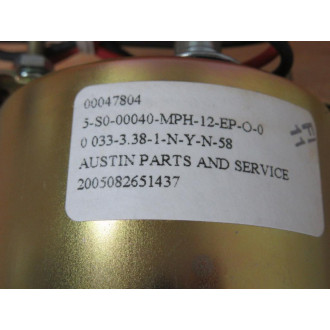 00047804
5-S0-00040-MPH-12-EP-O-0
0 033-3.38-1-N-Y-N-58
AUSTIN PARTS AND SERVICE
2005082651437